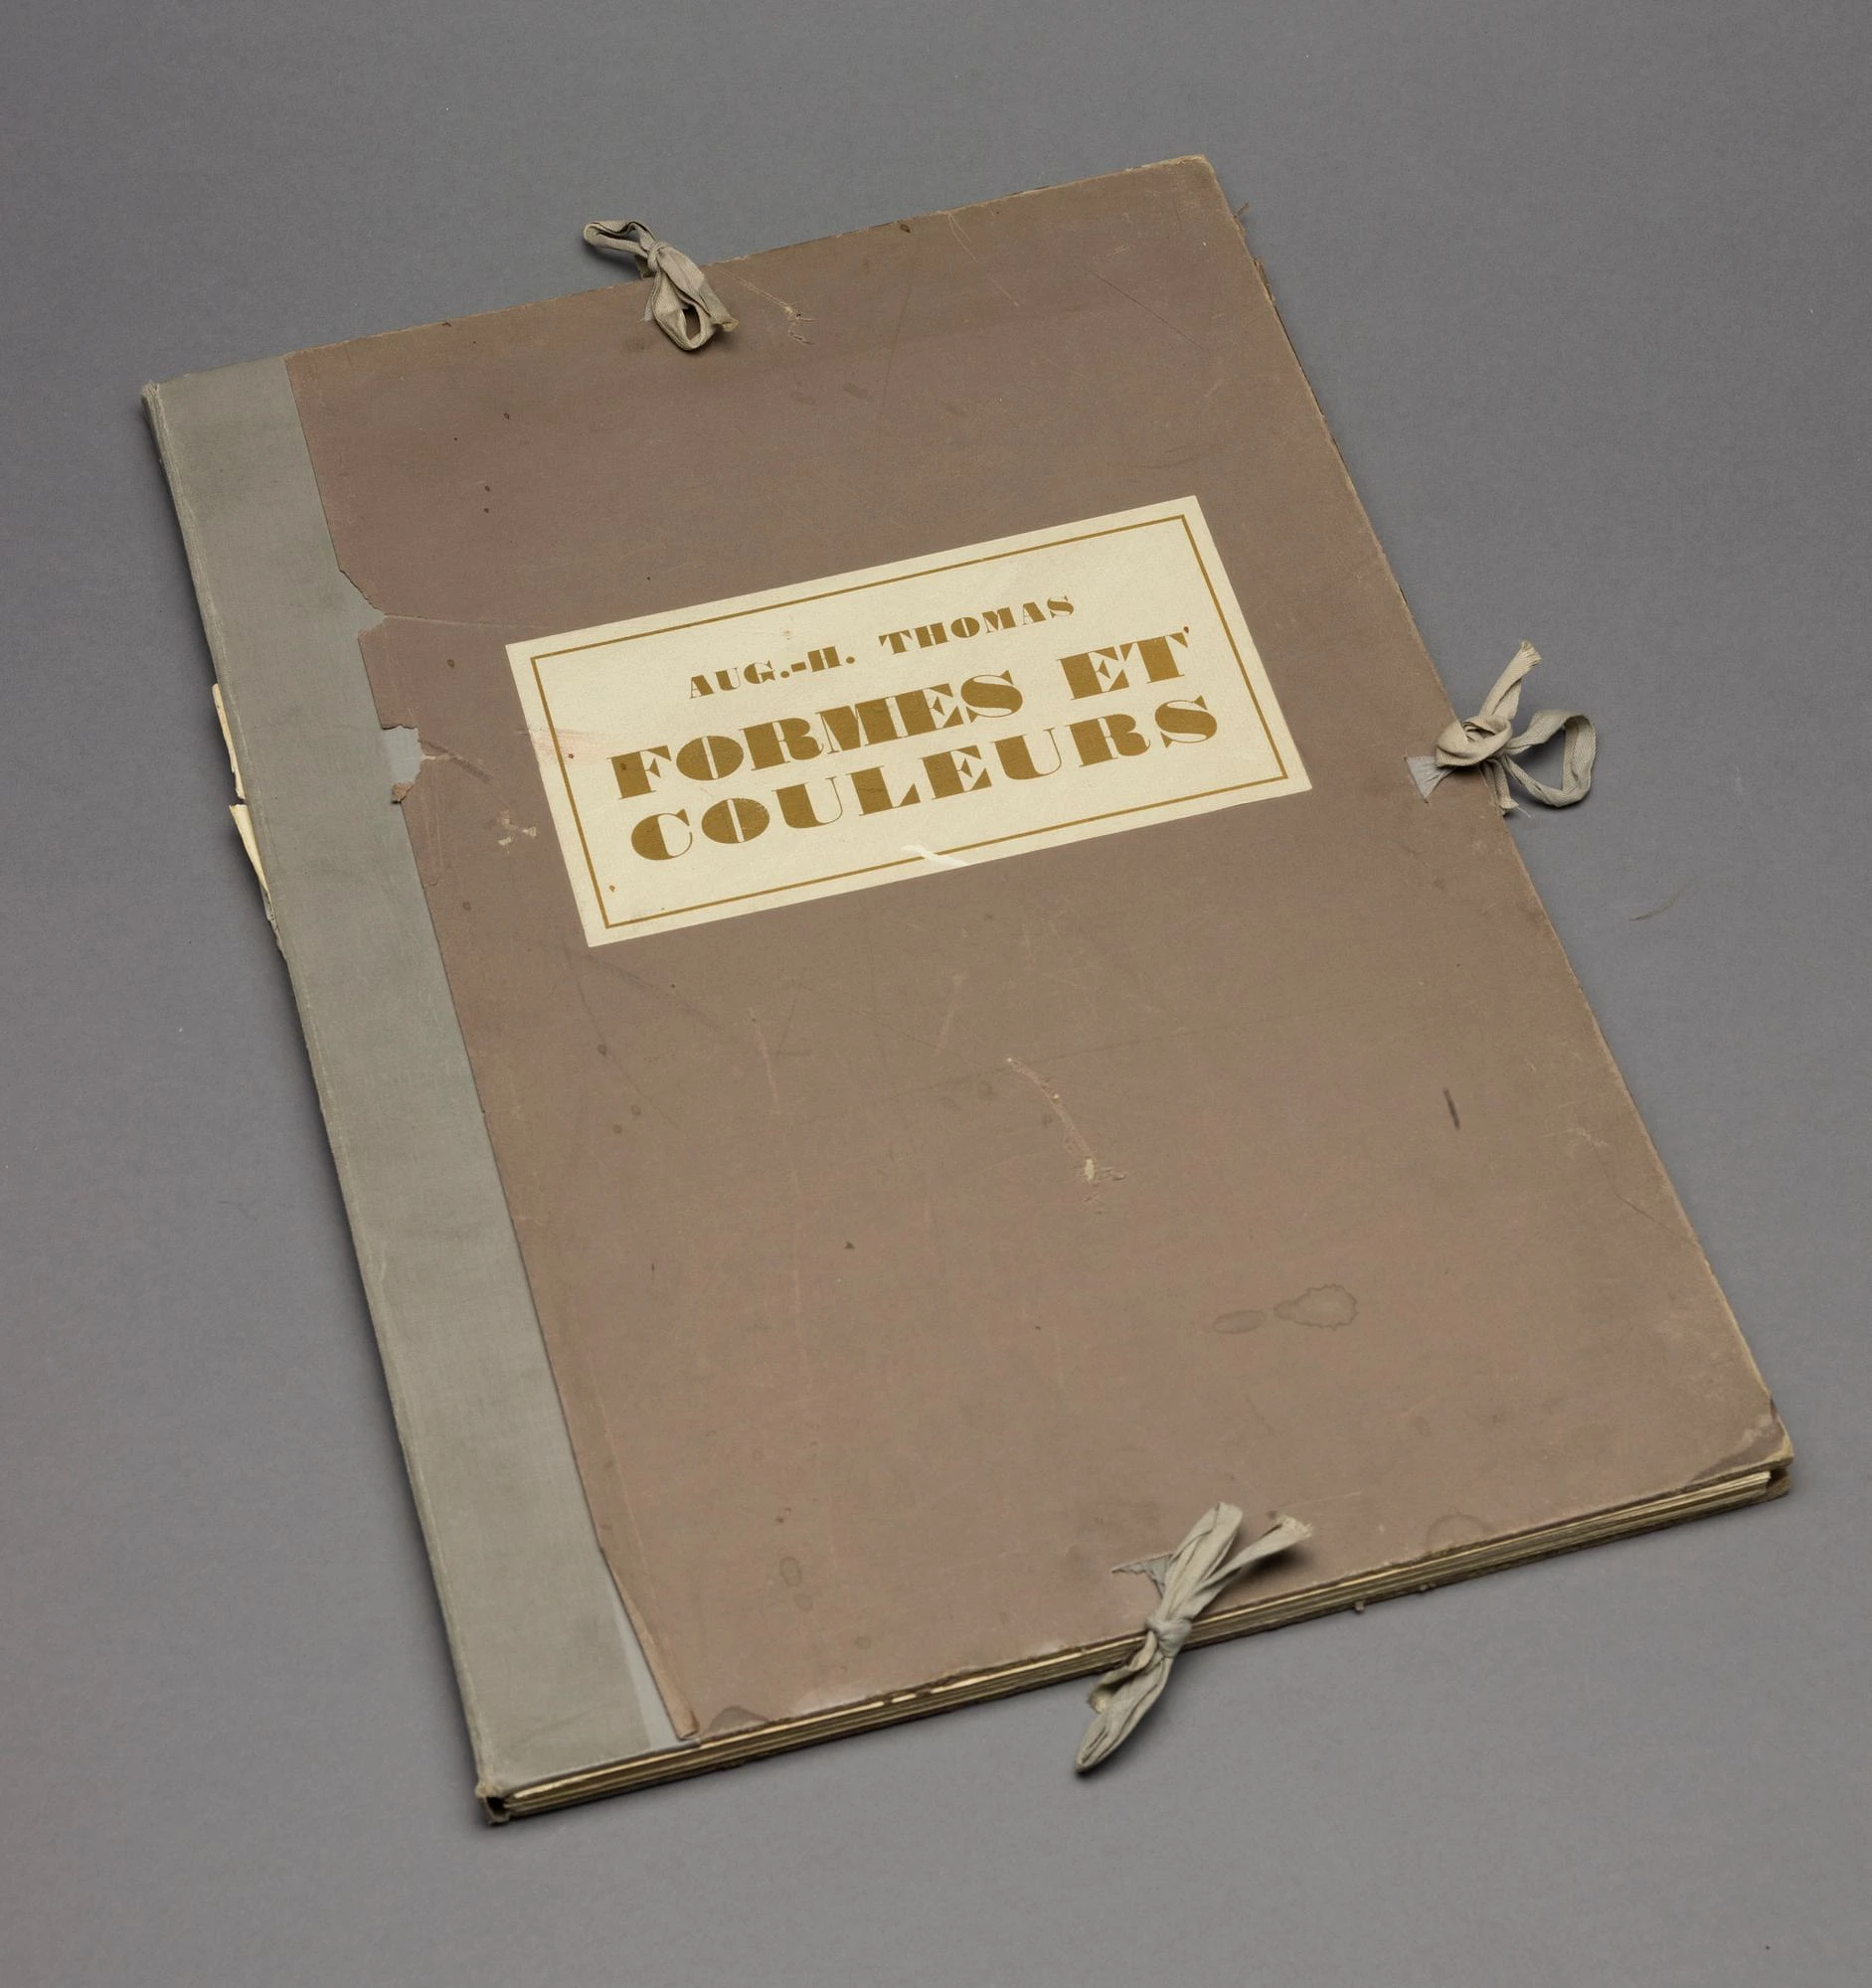 AUG.-H. THOMAS
FORMES ET
COULEURS